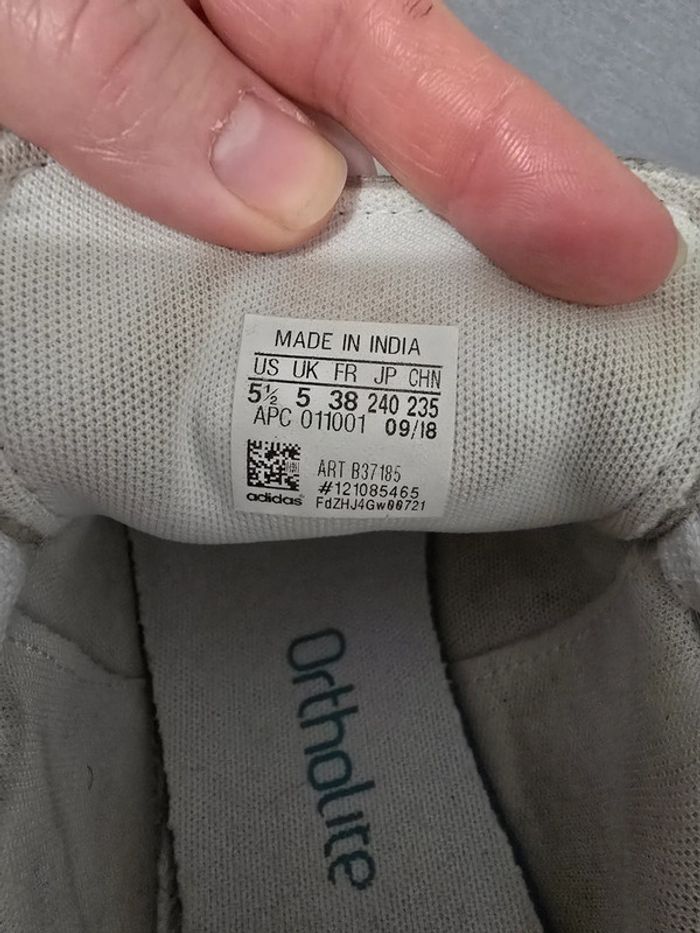 MADE IN INDIA
US UK FR JP CHN
5½ 5 38 240 235
APC 011001 09/18
ART B37185
#121085465
adidas FdZHJ4Gw00721
Ortholite